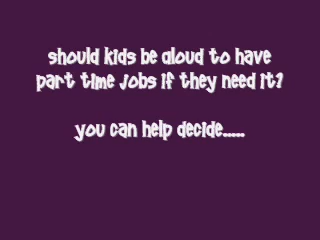 should kids be aloud to have
part time jobs if they need it?
you can help decide.....